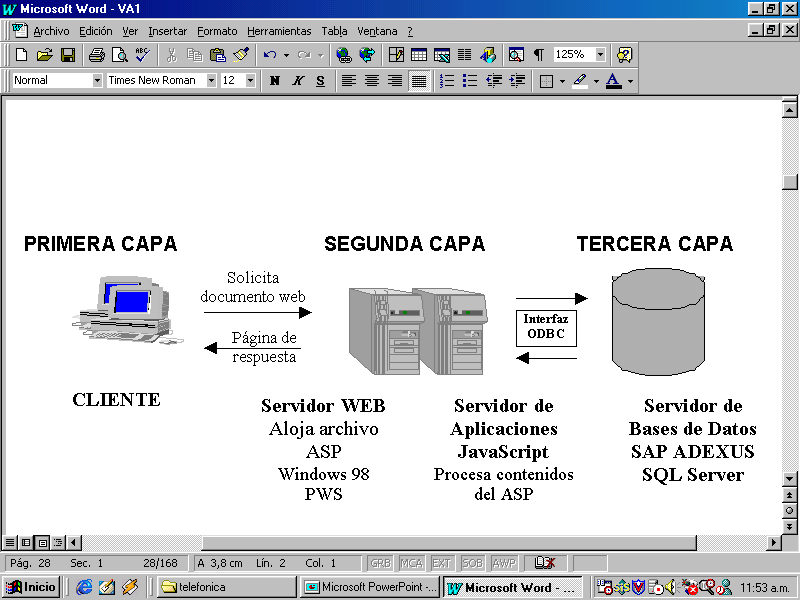 Microsoft Word - VA1
Archivo Edición Ver Insertar Formato Herramientas Tabla Ventana ?
125%
Normal Times New Roman 12 N K S
PRIMERA CAPA SEGUNDA CAPA TERCERA CAPA
Solicita
documento web
Página de
respuesta
Interfaz
ODBC
CLIENTE
Servidor WEB
Aloja archivo
ASP
Windows 98
PWS
Servidor de
Aplicaciones
JavaScript
Procesa contenidos
del ASP
Servidor de
Bases de Datos
SAP ADEXUS
SQL Server
Pág. 28 Sec. 1 28/168 A 3,8 cm Lín. 2 Col. 1 GRB MCA EXT SOB AWP
Inicio telefonica Microsoft PowerPoint -... Microsoft Word - ... 11:53 a.m.